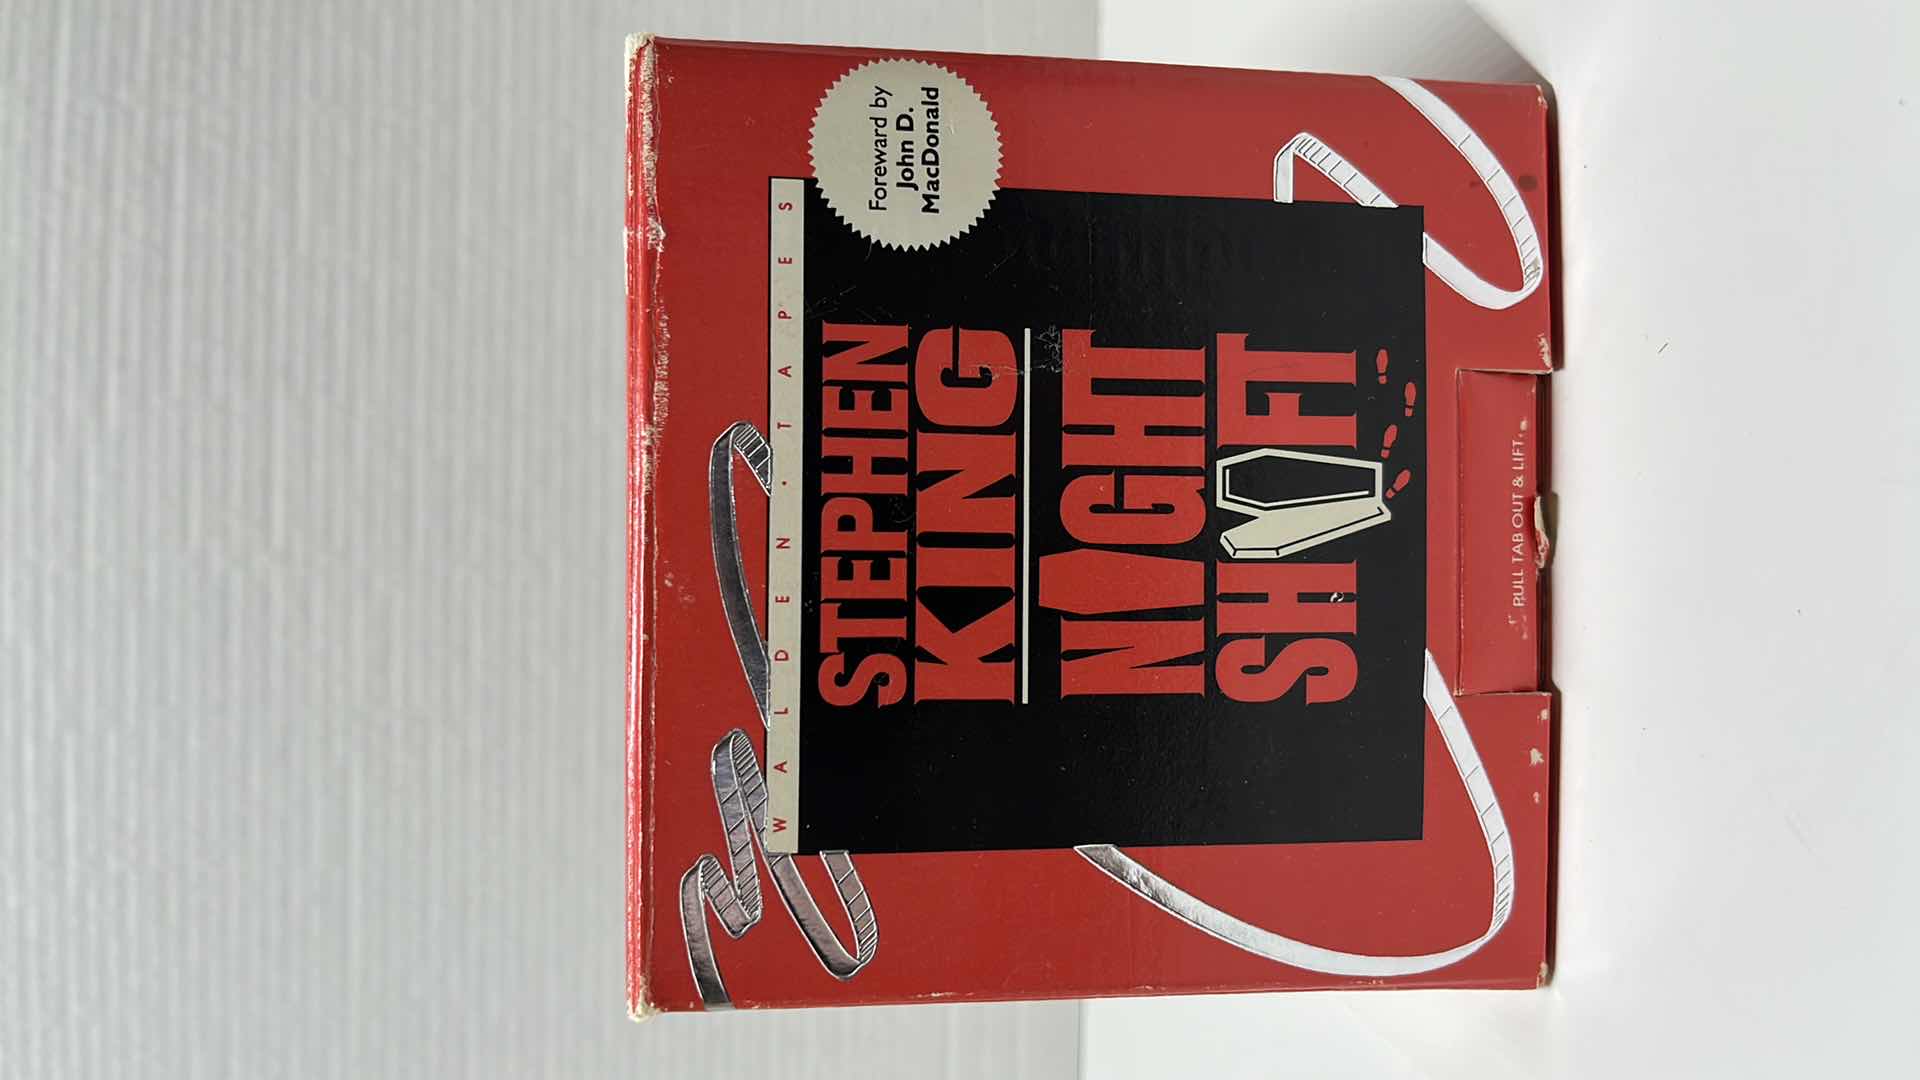 WALDEN·TAPES
Foreward by
John D.
MacDonald
STEPHEN
KING
NIGHT
SHIFT
PULL TAB OUT & LIFT.